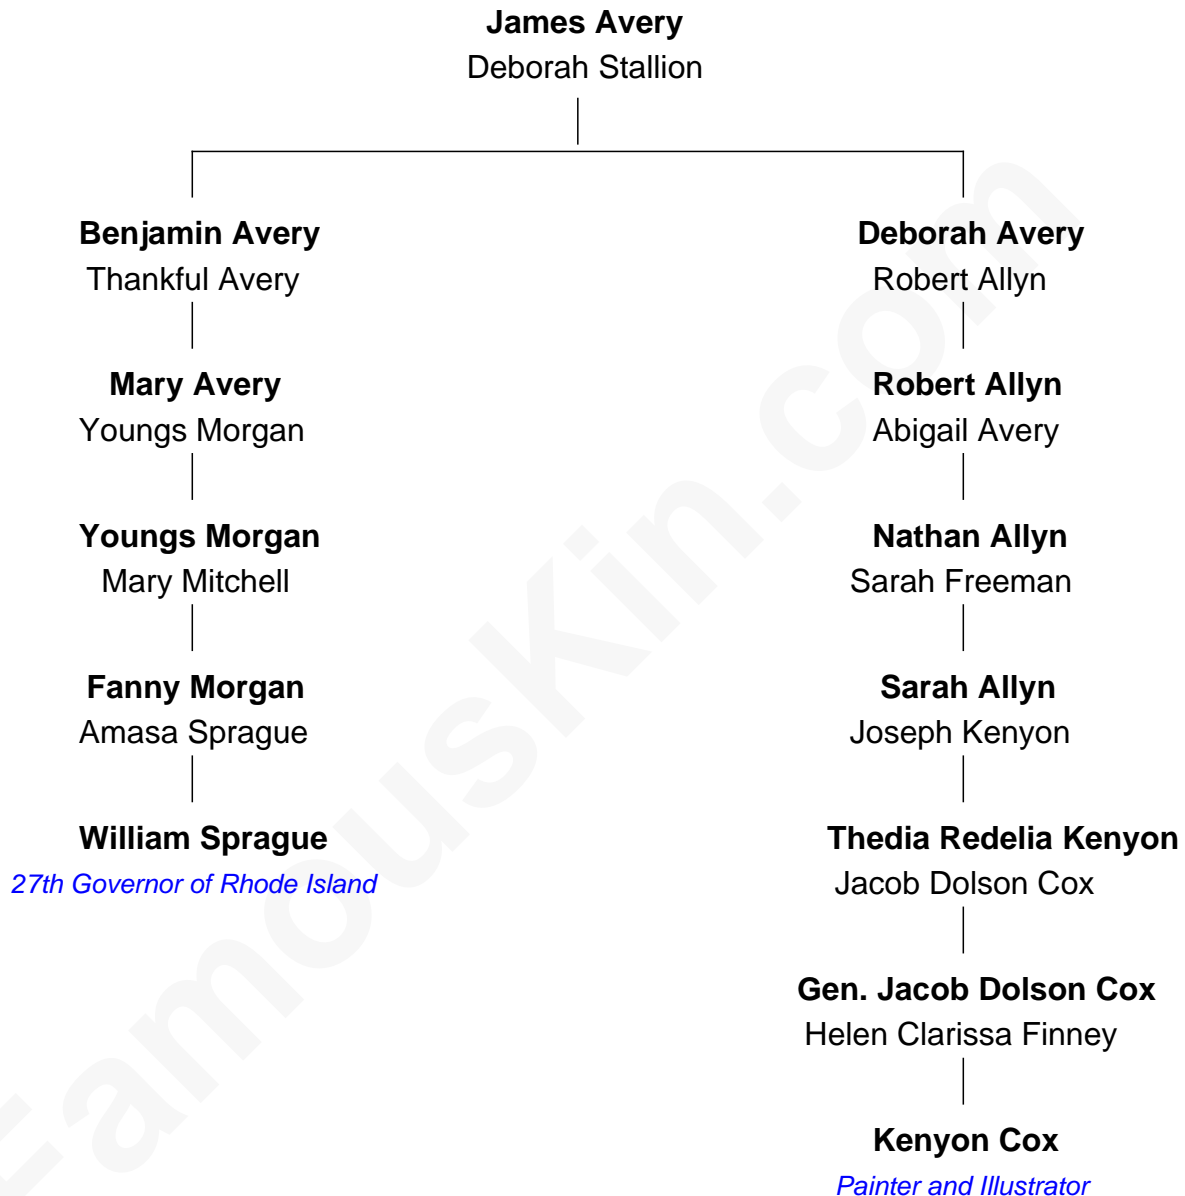 James Avery
Deborah Stallion
Benjamin Avery
Thankful Avery
Mary Avery
Youngs Morgan
Youngs Morgan
Mary Mitchell
Fanny Morgan
Amasa Sprague
William Sprague
27th Governor of Rhode Island
Deborah Avery
Robert Allyn
Robert Allyn
Abigail Avery
Nathan Allyn
Sarah Freeman
Sarah Allyn
Joseph Kenyon
Thedia Redelia Kenyon
Jacob Dolson Cox
Gen. Jacob Dolson Cox
Helen Clarissa Finney
Kenyon Cox
Painter and Illustrator
FamousKin.com